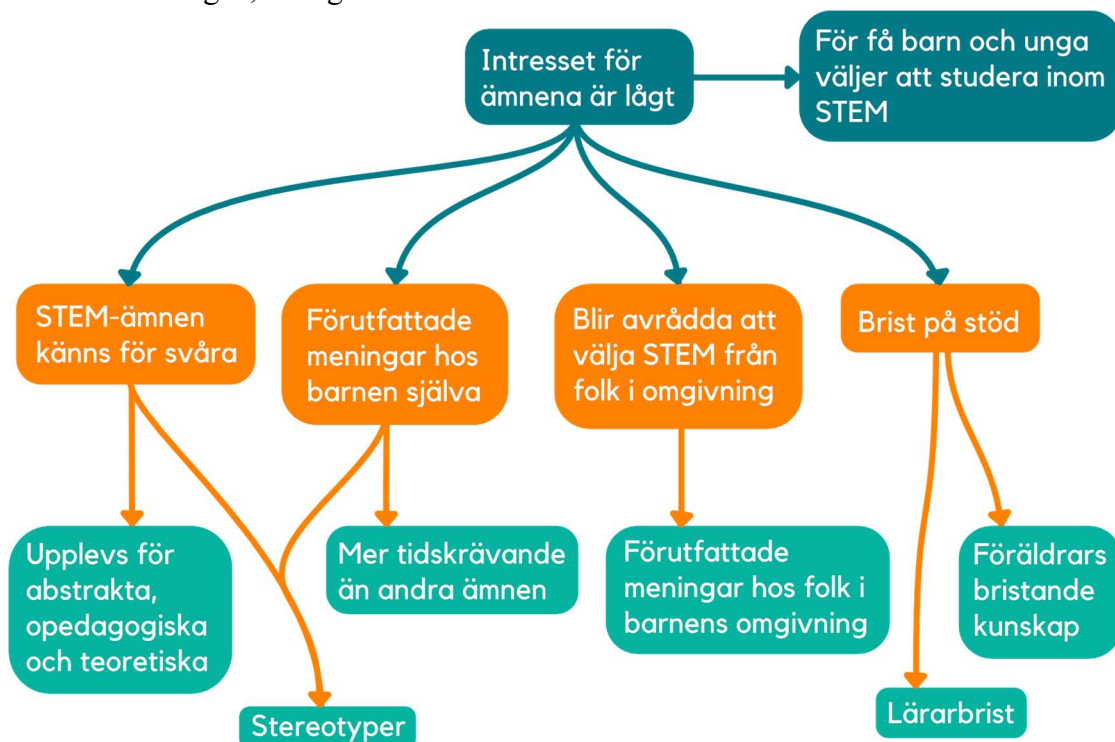 Intresset för
ämnena är lågt
För få barn och unga
väljer att studera inom
STEM
STEM-ämnen
känns för svåra
Förutfattade
meningar hos
barnen själva
Blir avrådda att
välja STEM från
folk i omgivning
Brist på stöd
Upplevs för
abstrakta,
opedagogiska
och teoretiska
Mer tidskrävande
än andra ämnen
Förutfattade
meningar hos folk i
barnens omgivning
Föräldrars
bristande
kunskap
Stereotyper
Lärarbrist